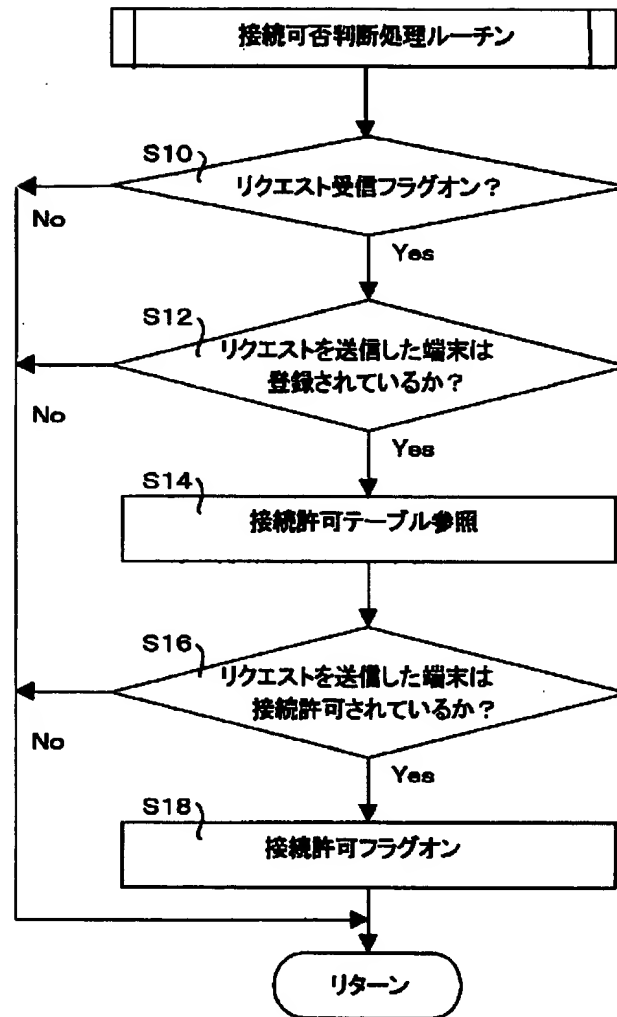 接続可否判断処理ルーチン
S10
リクエスト受信フラグオン？
No
Yes
S12
リクエストを送信した端末は
登録されているか？
No
Yes
S14
接続許可テーブル参照
S16
リクエストを送信した端末は
接続許可されているか？
No
Yes
S18
接続許可フラグオン
リターン